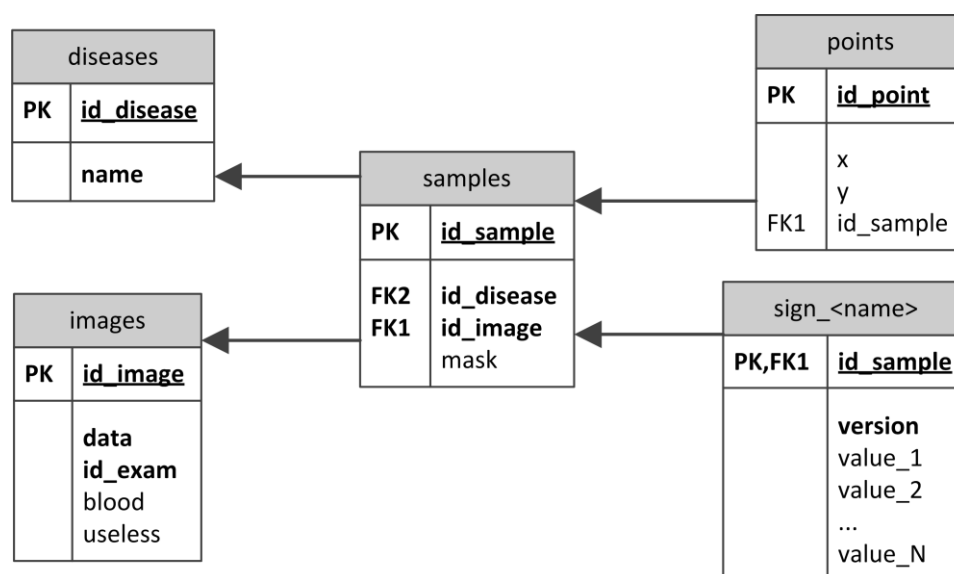 diseases
PK id_disease
name
images
PK id_image
data
id_exam
blood
useless
samples
PK id_sample
FK2 id_disease
FK1 id_image
mask
points
PK id_point
x
y
FK1 id_sample
sign_<name>
PK,FK1 id_sample
version
value_1
value_2
...
value_N